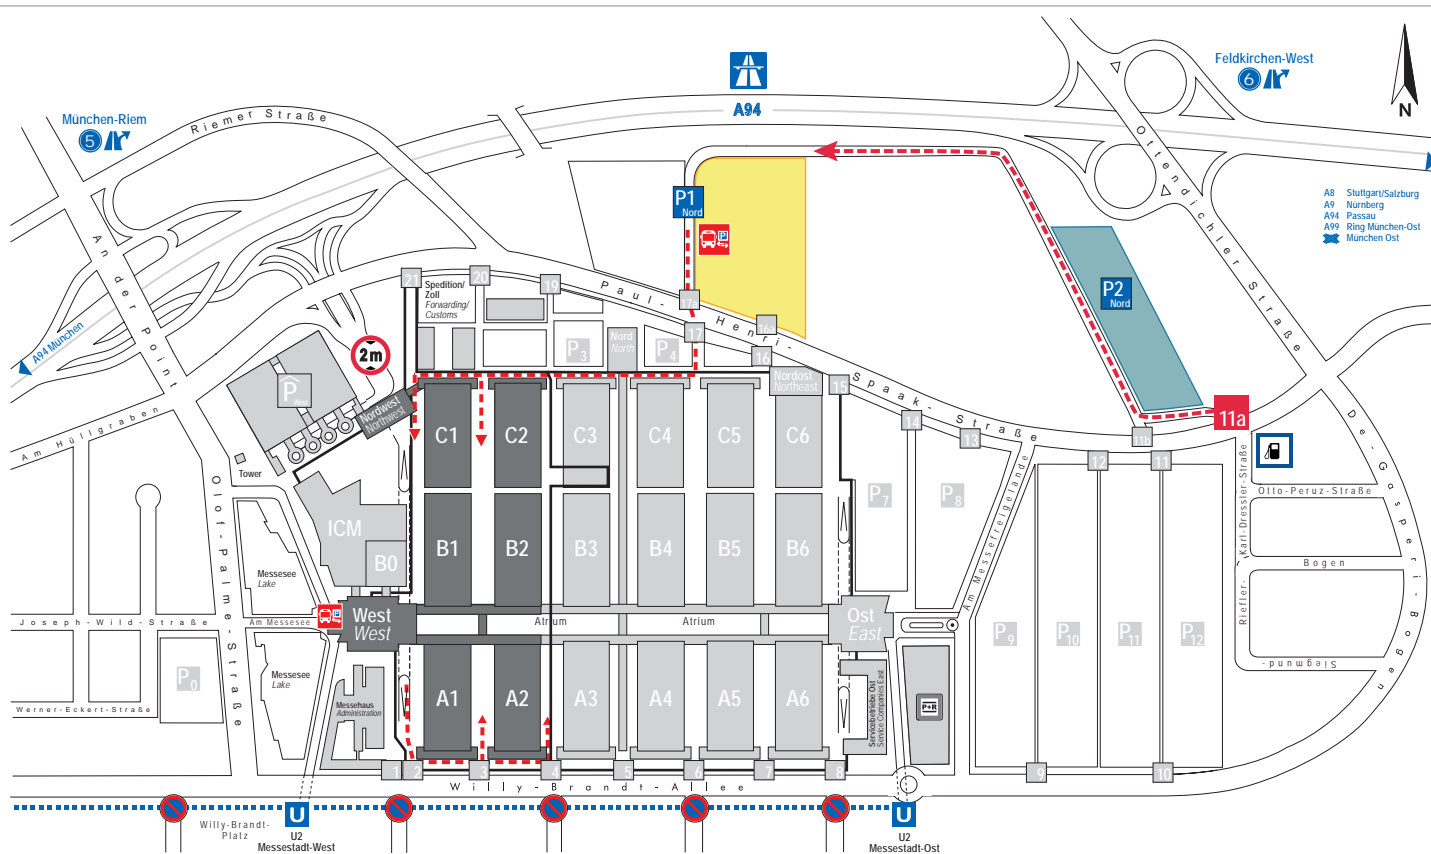 A94
Feldkirchen-West
6
N
München-Riem
5
Riemer Straße
Ottendichler Straße
An der Point
A94 München
A8 Stuttgart/Salzburg
A9 Nürnberg
A94 Passau
A99 Ring München-Ost
München Ost
P1
Nord
P
P2
Nord
21
20
19
Spedition/
Zoll
Forwarding/
Customs
Paul-Henri-Spaak-Straße
17a
16a
17
16
P3
Nord
North
P4
2m
P
West
Nordwest
Northwest
Nordost
Northeast
15
14
13
11a
11b
12
11
De-Gasperi-Bogen
Am Hüllgraben
Tower
Olof-Palme-Straße
C1
C2
C3
C4
C5
C6
P7
P8
Am Messefreigelände
Karl-Dressler-Straße
Otto-Peruz-Straße
ICM
B0
B1
B2
B3
B4
B5
B6
Riefler-
Bogen
Siegmund-
Messesee
Lake
Joseph-Wild-Straße
Am Messesee
West
West
Atrium
Atrium
Ost
East
P9
P10
P11
P12
P0
Messesee
Lake
Werner-Eckert-Straße
Messehaus
Administration
A1
A2
A3
A4
A5
A6
Servicebetriebe Ost
Service Companies East
P+R
1
2
3
4
5
6
7
8
9
10
Willy-Brandt-Allee
Willy-Brandt-
Platz
U
U2
Messestadt-West
U
U2
Messestadt-Ost